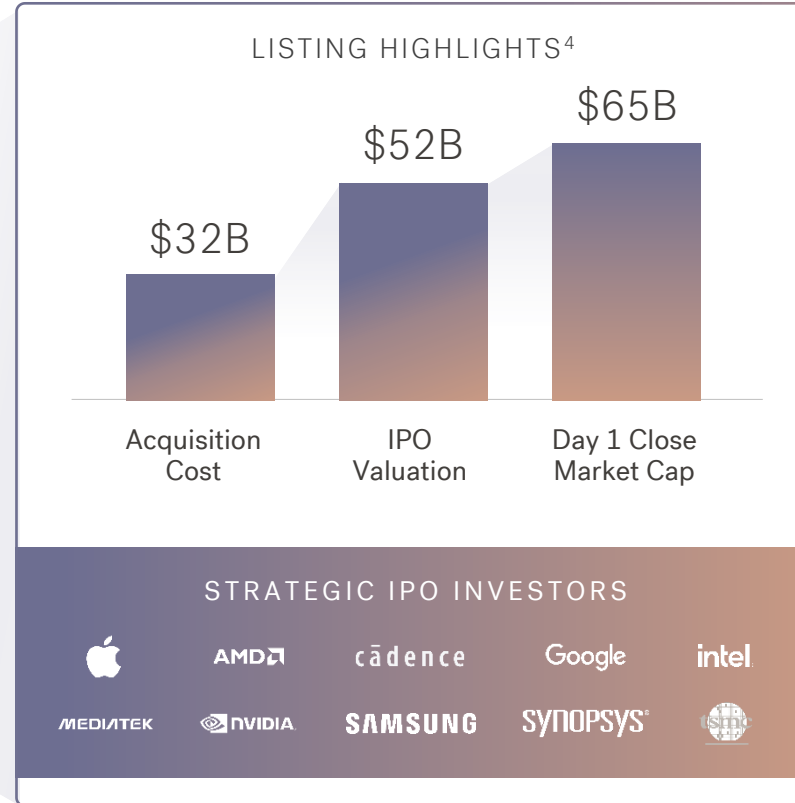 LISTING HIGHLIGHTS⁴
$32B
$52B
$65B
Acquisition
Cost
IPO
Valuation
Day 1 Close
Market Cap
STRATEGIC IPO INVESTORS
AMD cādence Google intel.
MEDIATEK NVIDIA. SAMSUNG SYNOPSYS® tsmc